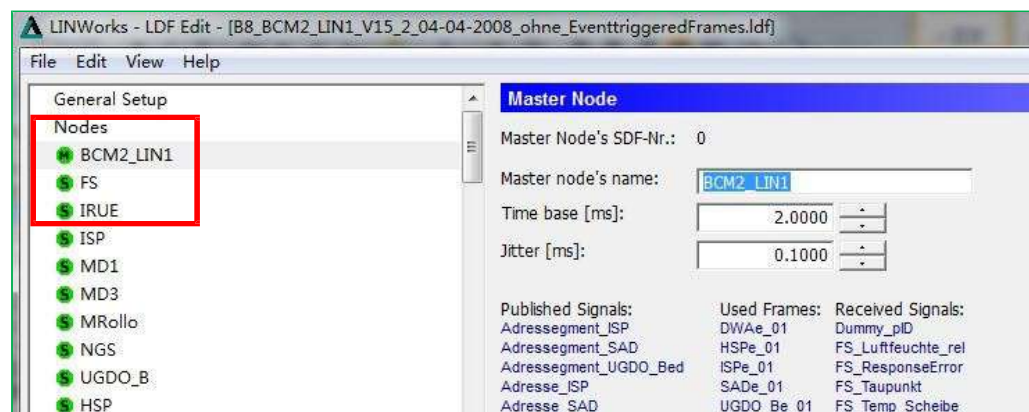 LINWorks - LDF Edit - [B8_BCM2_LIN1_V15_2_04-04-2008_ohne_EventtriggeredFrames.ldf]
File Edit View Help
General Setup
Nodes
M BCM2_LIN1
S FS
S IRUE
S ISP
S MD1
S MD3
S MRollo
S NGS
S UGDO_B
S HSP
Master Node
Master Node's SDF-Nr.: 0
Master node's name: BCM2_LIN1
Time base [ms]: 2.0000
Jitter [ms]: 0.1000
Published Signals: Used Frames: Received Signals:
Adressegment_ISP DWAe_01 Dummy_pID
Adressegment_SAD HSPe_01 FS_Luftfeuchte_rel
Adressegment_UGDO_Bed ISPe_01 FS_ResponseError
Adresse_ISP SADe_01 FS_Taupunkt
Adresse_SAD UGDO_Be_01 FS_Temp_Scheibe